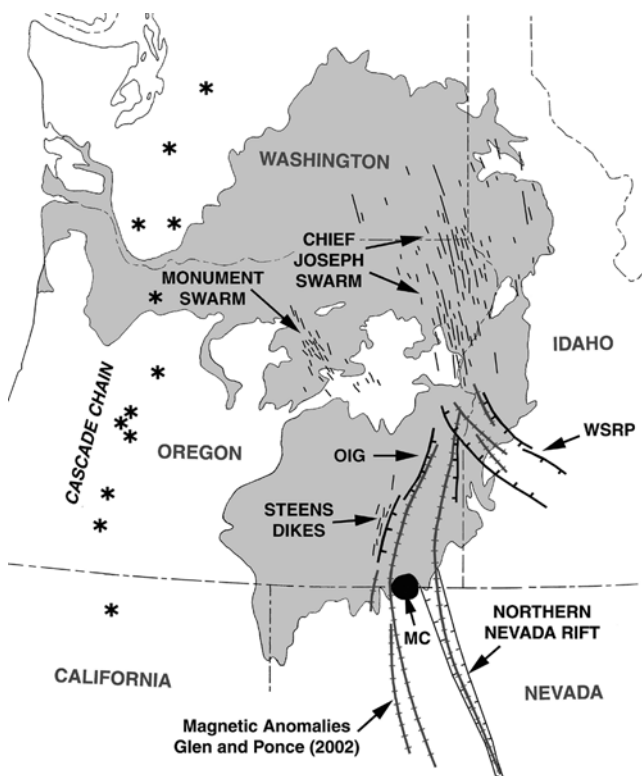 WASHINGTON
CHIEF
JOSEPH
SWARM
MONUMENT
SWARM
IDAHO
CASCADE CHAIN
WSRP
OREGON
OIG
STEENS
DIKES
MC
NORTHERN
NEVADA RIFT
CALIFORNIA
NEVADA
Magnetic Anomalies
Glen and Ponce (2002)